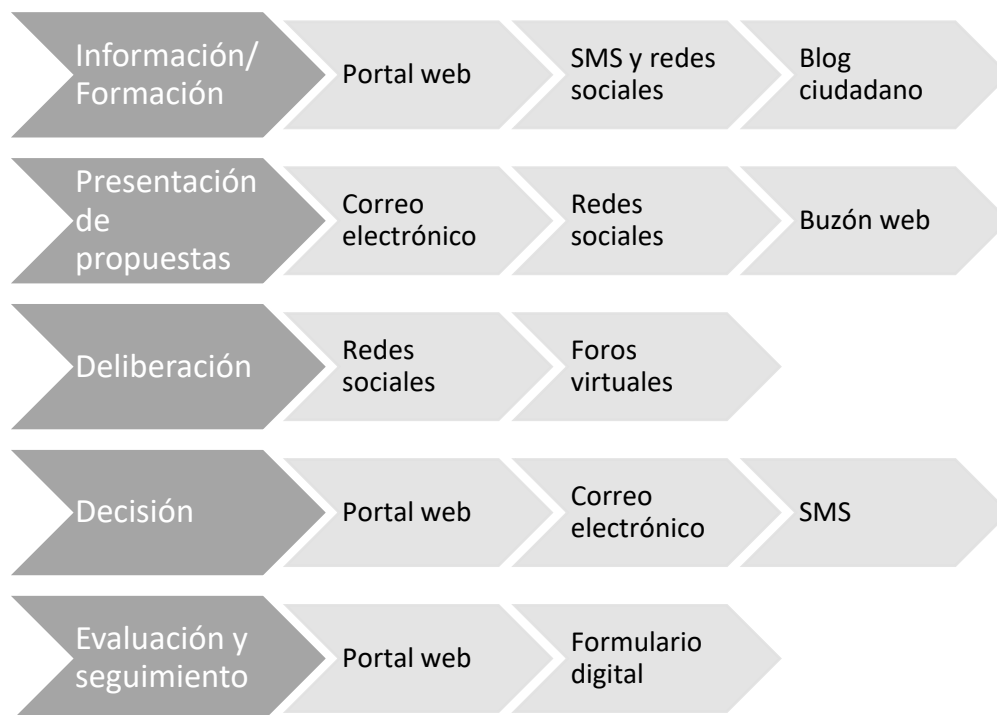 Información/
Formación
Portal web
SMS y redes
sociales
Blog
ciudadano
Presentación
de
propuestas
Correo
electrónico
Redes
sociales
Buzón web
Deliberación
Redes
sociales
Foros
virtuales
Decisión
Portal web
Correo
electrónico
SMS
Evaluación y
seguimiento
Portal web
Formulario
digital